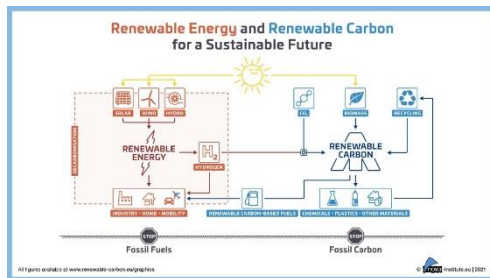 Renewable Energy and Renewable Carbon
for a Sustainable Future
SOLAR
WIND
HYDRO
CO₂
BIOMASS
RECYCLING
DECARBONISATION
RENEWABLE
ENERGY
H₂
HYDROGEN
RENEWABLE
CARBON
INDUSTRY - HOME - MOBILITY
RENEWABLE CARBON-BASED FUELS
CHEMICALS - PLASTICS - OTHER MATERIALS
STOP
STOP
Fossil Fuels
Fossil Carbon
All figures available at www.renewable-carbon.eu/graphics
© nova-Institute.eu | 2021